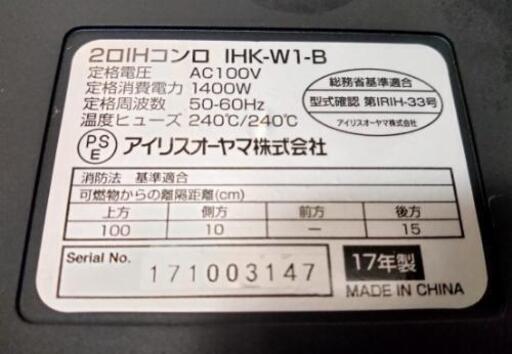 2口IHコンロ IHK-W1-B
定格電圧 AC100V
定格消費電力 1400W
定格周波数 50-60Hz
温度ヒューズ 240℃/240℃
総務省基準適合
型式確認 第IRIH-33号
アイリスオーヤマ株式会社
PSE アイリスオーヤマ株式会社
消防法 基準適合
可燃物からの離隔距離(cm)
上方 側方 前方 後方
100 10 ー 15
Serial No. 171003147
17年製
MADE IN CHINA